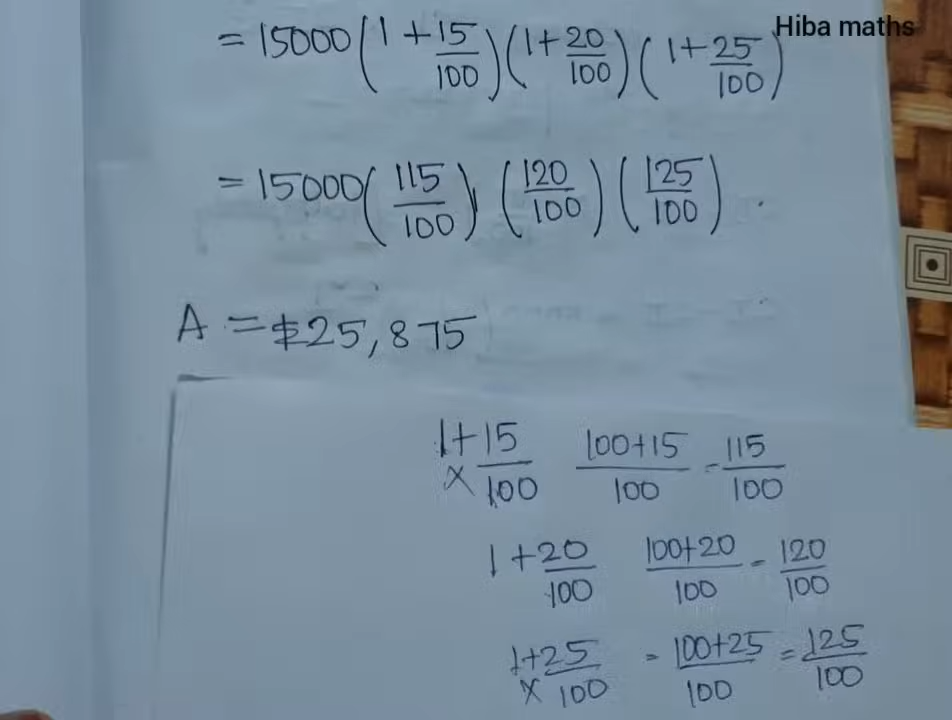 Hiba maths
= 15000 (1 + 15/100) (1 + 20/100) (1 + 25/100)
= 15000 (115/100) (120/100) (125/100).
A = $25,875
1 + 15/100 100+15/100 = 115/100
×
1 + 20/100 100+20/100 = 120/100
1 + 25/100 = 100+25/100 = 125/100
×